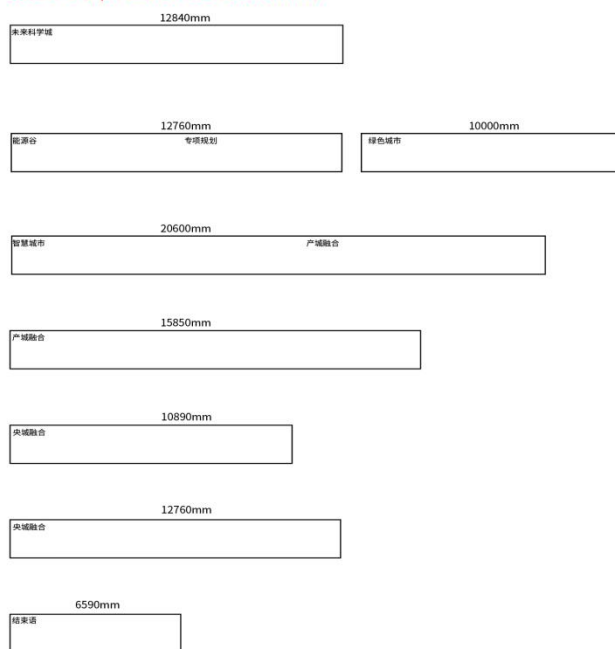 12840mm
未来科学城
12760mm 10000mm
能源谷 专项规划 绿色城市
20600mm
智慧城市 产城融合
15850mm
产城融合
10890mm
央城融合
12760mm
央城融合
6590mm
结束语